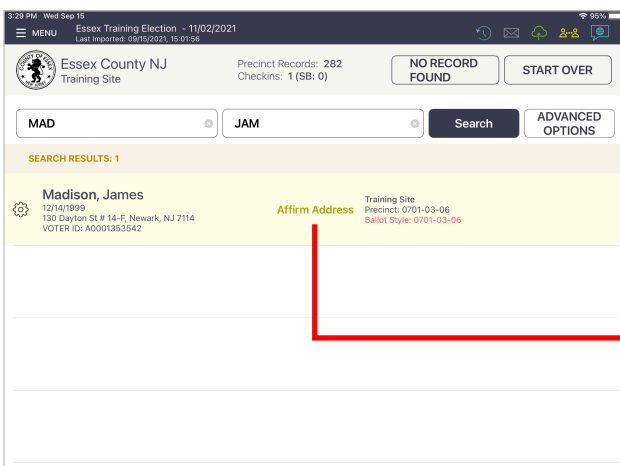 3:29 PM Wed Sep 15 95%
MENU Essex Training Election - 11/02/2021
Last Imported: 09/15/2021, 15:01:56
Essex County NJ
Training Site
Precinct Records: 282
Checkins: 1 (SB: 0)
NO RECORD
FOUND
START OVER
MAD
JAM
Search
ADVANCED
OPTIONS
SEARCH RESULTS: 1
Madison, James
12/14/1999
130 Dayton St # 14-F, Newark, NJ 7114
VOTER ID: A0001353542
Affirm Address
Training Site
Precinct: 0701-03-06
Ballot Style: 0701-03-06